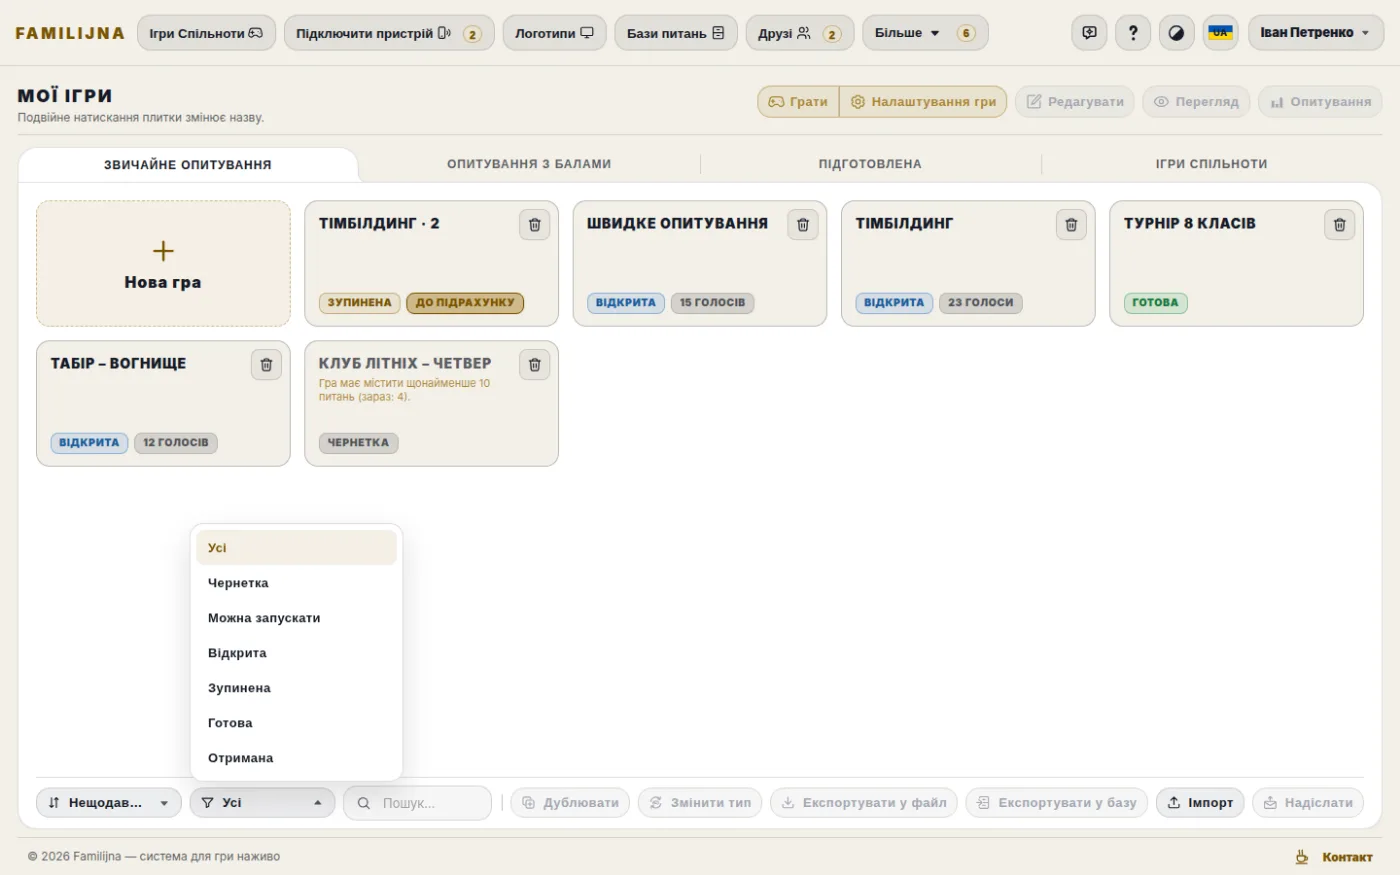 FAMILIJNA
Ігри Спільноти
Підключити пристрій 2
Логотипи
Бази питань
Друзі 2
Більше 6
?
UA
Іван Петренко
МОЇ ІГРИ
Подвійне натискання плитки змінює назву.
Грати
Налаштування гри
Редагувати
Перегляд
Опитування
ЗВИЧАЙНЕ ОПИТУВАННЯ
ОПИТУВАННЯ З БАЛАМИ
ПІДГОТОВЛЕНА
ІГРИ СПІЛЬНОТИ
Нова гра
ТІМБІЛДИНГ · 2
ЗУПИНЕНА
ДО ПІДРАХУНКУ
ШВИДКЕ ОПИТУВАННЯ
ВІДКРИТА
15 ГОЛОСІВ
ТІМБІЛДИНГ
ВІДКРИТА
23 ГОЛОСИ
ТУРНІР 8 КЛАСІВ
ГОТОВА
ТАБІР – ВОГНИЩЕ
ВІДКРИТА
12 ГОЛОСІВ
КЛУБ ЛІТНІХ – ЧЕТВЕР
Гра має містити щонайменше 10
питань (зараз: 4).
ЧЕРНЕТКА
Усі
Чернетка
Можна запускати
Відкрита
Зупинена
Готова
Отримана
Нещодав...
Усі
Пошук...
Дублювати
Змінити тип
Експортувати у файл
Експортувати у базу
Імпорт
Надіслати
© 2026 Familijna — система для гри наживо
Контакт